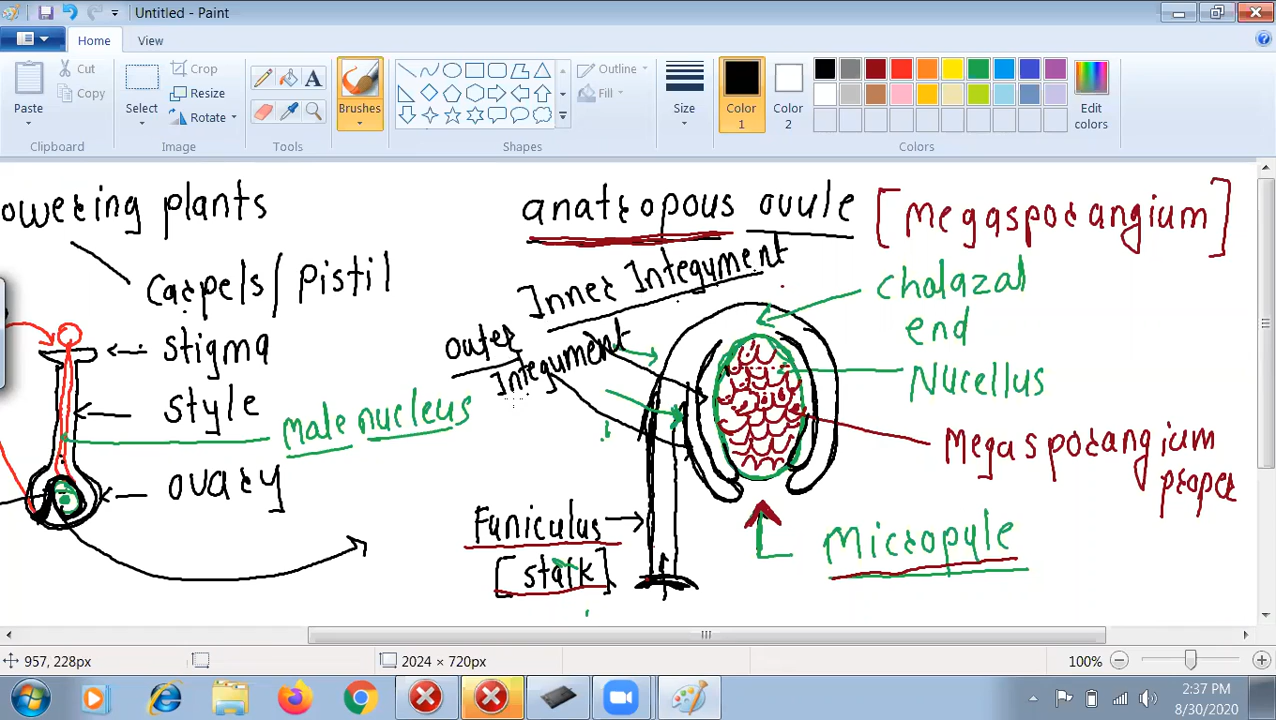 Untitled - Paint
Home
View
Paste
Cut
Copy
Clipboard
Select
Crop
Resize
Rotate
Image
Tools
Brushes
Outline
Fill
Shapes
Size
Color 1
Color 2
Edit colors
Colors
owering plants
carpels/ Pistil
stigma
style
male nucleus
ovary
anatropous ovule [Megasporangium]
Inner Integument
outer Integument
chalazal end
Nucellus
Megasporangium proper
Funiculus
[stalk]
Micropyle
957, 228px
2024 × 720px
100%
2:37 PM
8/30/2020